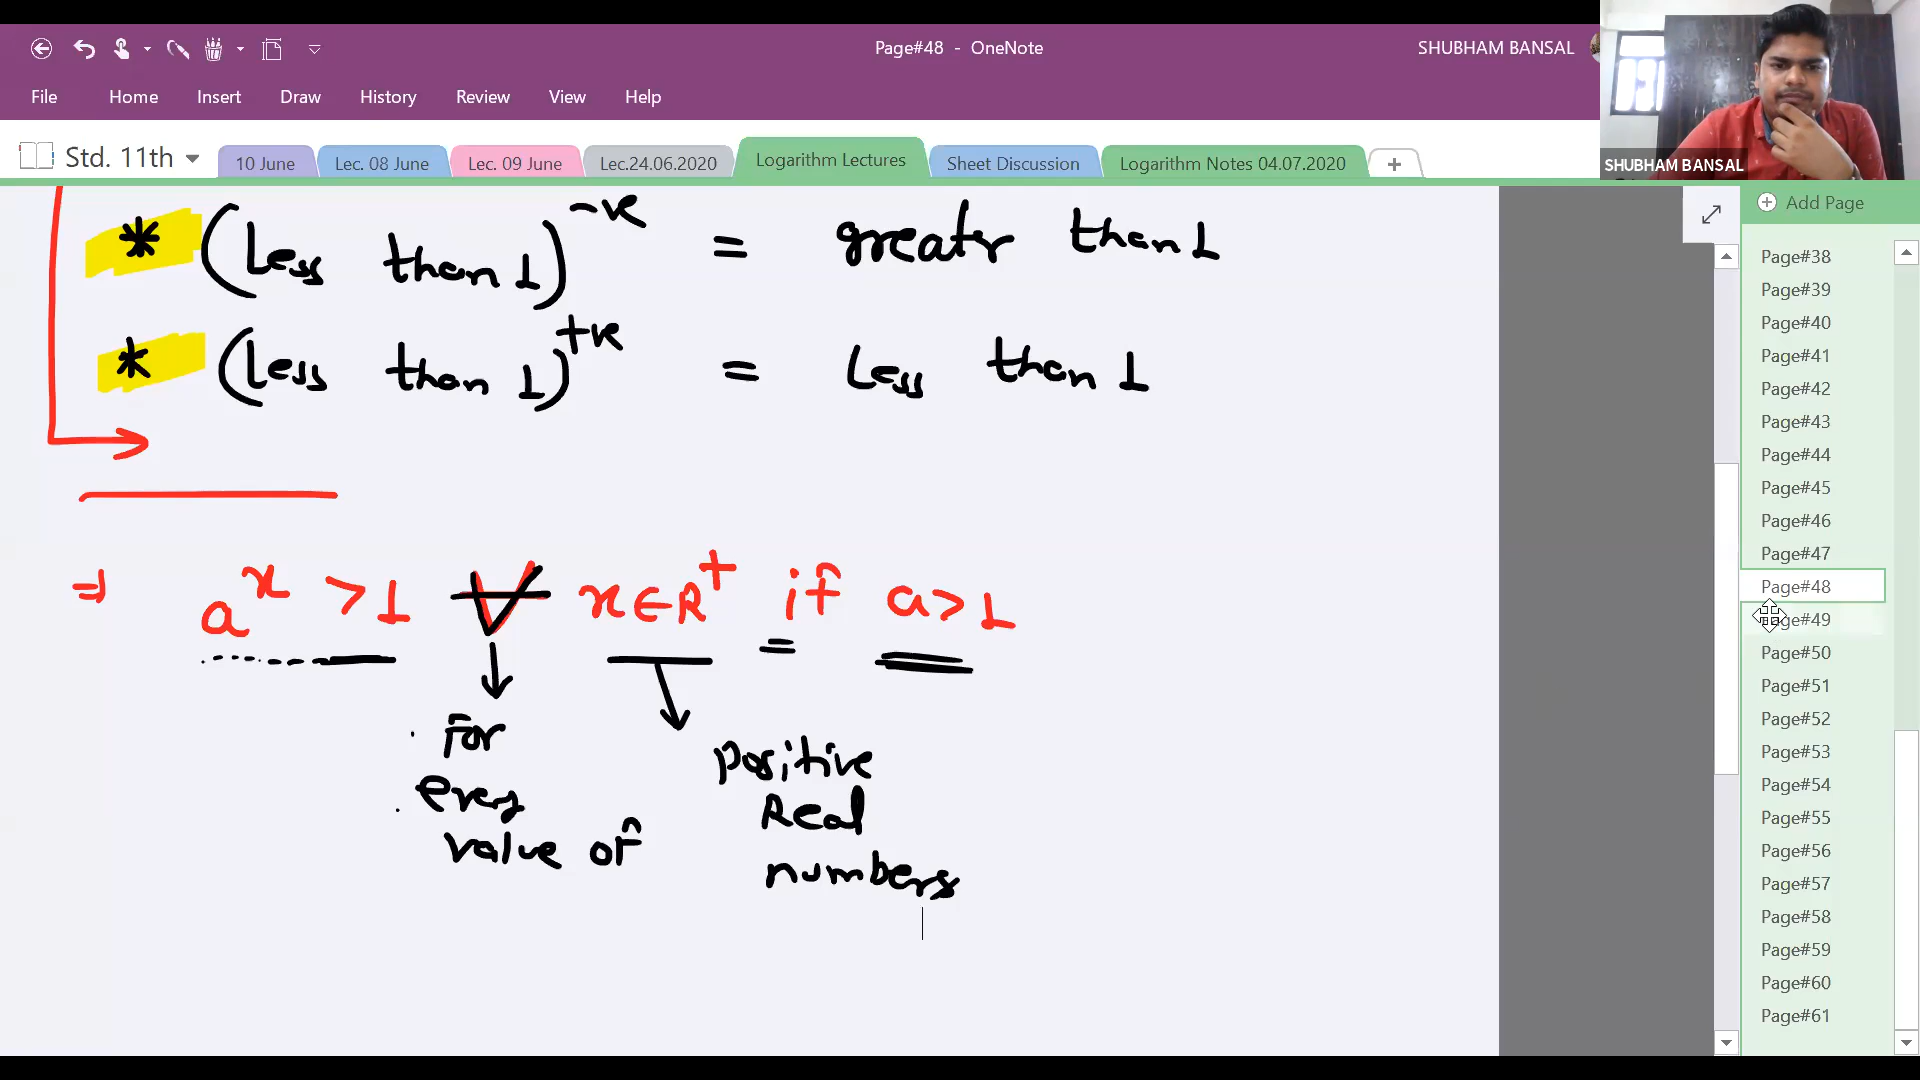 Page#48 - OneNote
SHUBHAM BANSAL
File Home Insert Draw History Review View Help
Std. 11th
10 June
Lec. 08 June
Lec. 09 June
Lec.24.06.2020
Logarithm Lectures
Sheet Discussion
Logarithm Notes 04.07.2020
SHUBHAM BANSAL
* (Less than 1)^-ve = greater than 1
* (Less than 1)^+ve = Less than 1
⇒ a^x > 1 ∀ x ∈ R^+ if a > 1
For
every
value of
positive
Real
numbers
Add Page
Page#38
Page#39
Page#40
Page#41
Page#42
Page#43
Page#44
Page#45
Page#46
Page#47
Page#48
Page#49
Page#50
Page#51
Page#52
Page#53
Page#54
Page#55
Page#56
Page#57
Page#58
Page#59
Page#60
Page#61